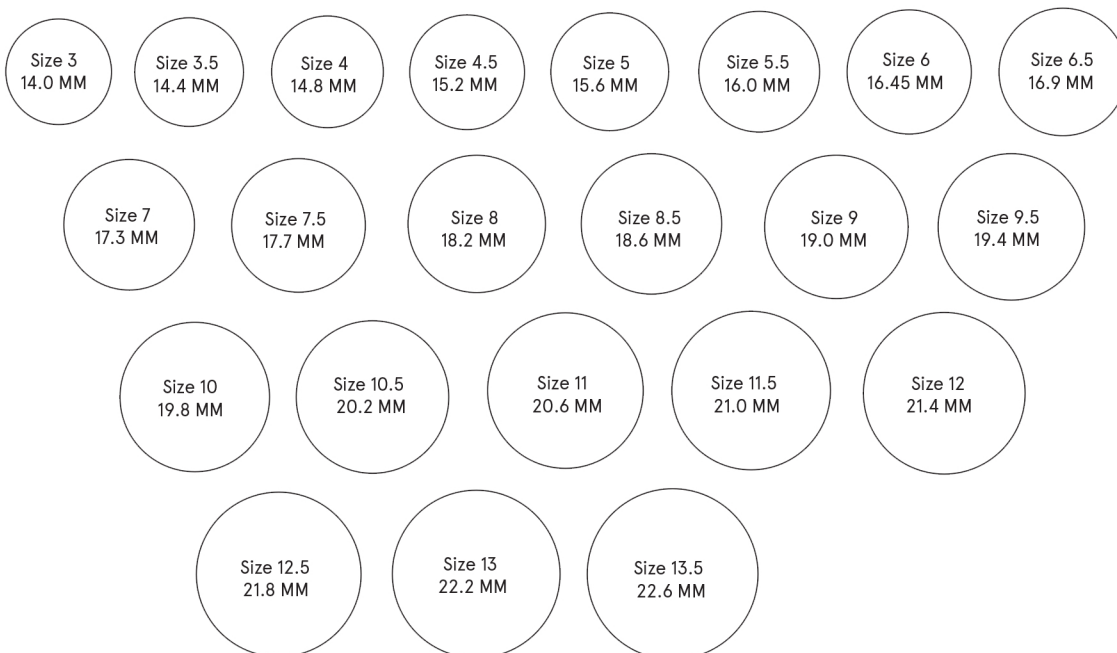 Size 3
14.0 MM
Size 3.5
14.4 MM
Size 4
14.8 MM
Size 4.5
15.2 MM
Size 5
15.6 MM
Size 5.5
16.0 MM
Size 6
16.45 MM
Size 6.5
16.9 MM
Size 7
17.3 MM
Size 7.5
17.7 MM
Size 8
18.2 MM
Size 8.5
18.6 MM
Size 9
19.0 MM
Size 9.5
19.4 MM
Size 10
19.8 MM
Size 10.5
20.2 MM
Size 11
20.6 MM
Size 11.5
21.0 MM
Size 12
21.4 MM
Size 12.5
21.8 MM
Size 13
22.2 MM
Size 13.5
22.6 MM